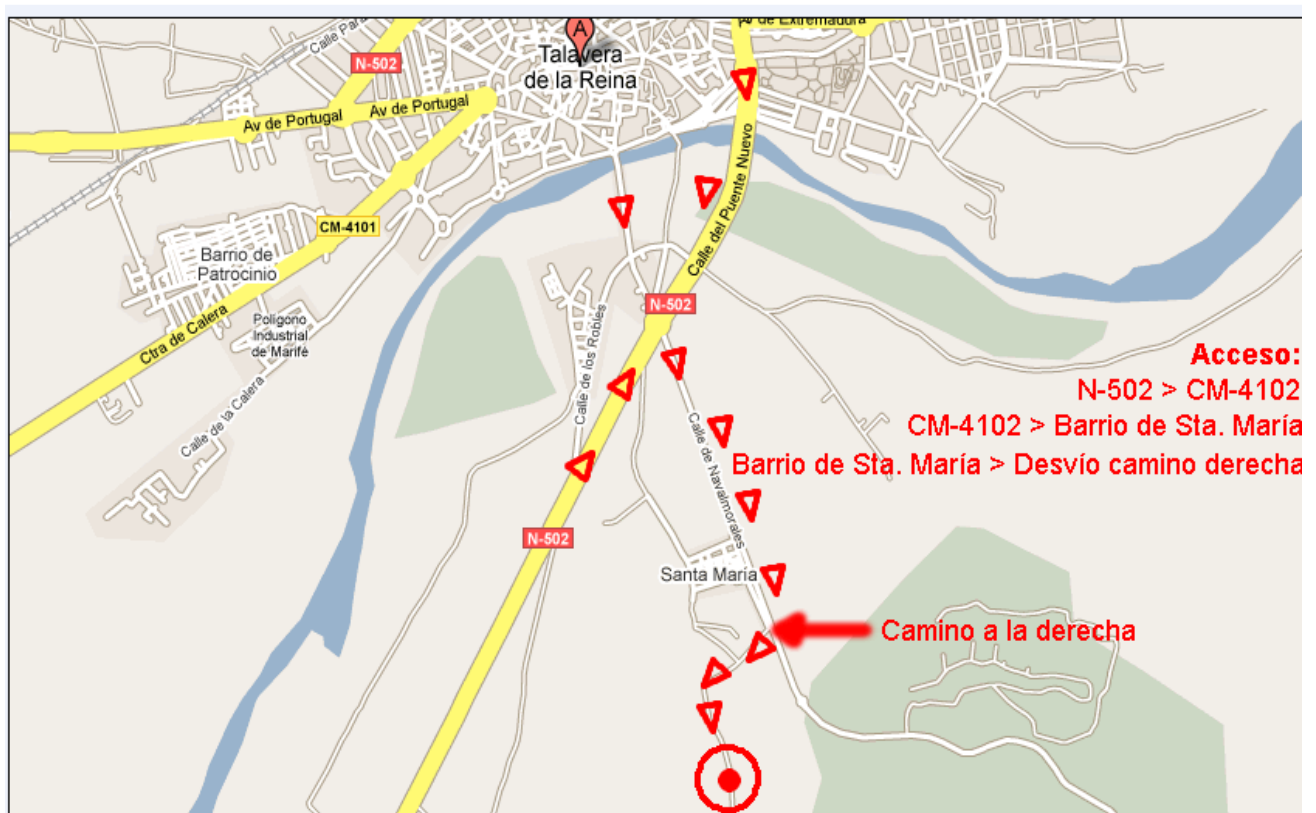 Av de Extremadura
Calle Para
A
N-502
Talavera
de la Reina
Av de Portugal
Av de Portugal
Calle del Puente Nuevo
CM-4101
Barrio de
Patrocinio
N-502
Polígono
Industrial
de Marifé
Ctra de Calera
Calle de los Robles
Acceso:
N-502 > CM-4102
CM-4102 > Barrio de Sta. María
Barrio de Sta. María > Desvío camino derecha
Calle de la Calera
Calle de Navalmorales
N-502
Santa María
Camino a la derecha